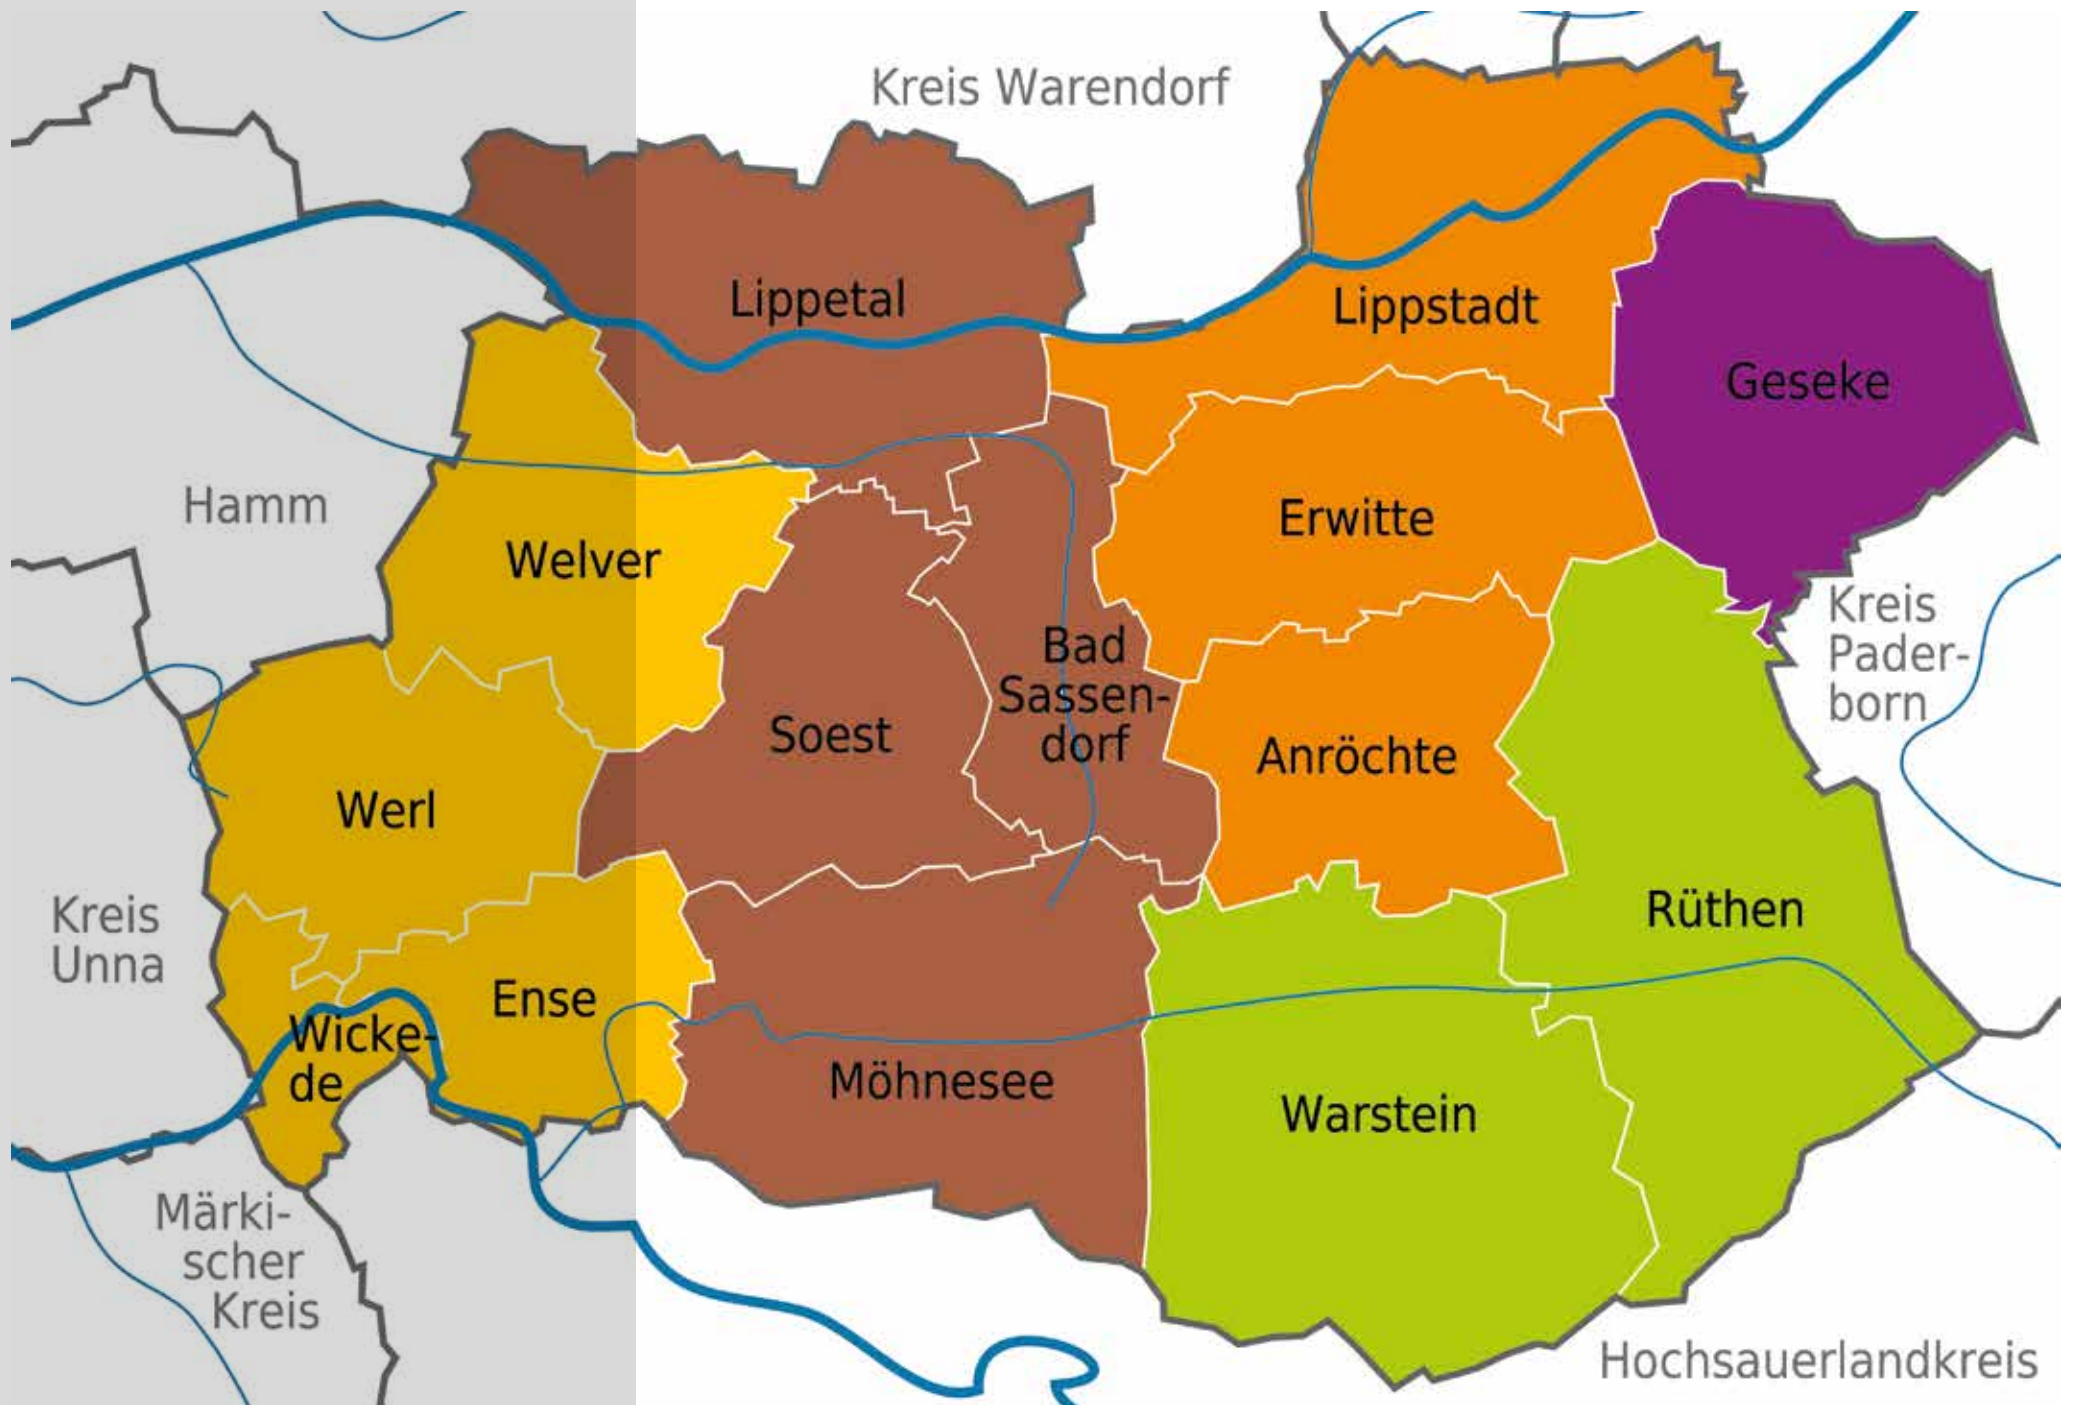 Kreis Warendorf
Lippetal
Lippstadt
Geseke
Hamm
Erwitte
Welver
Kreis
Pader-
born
Bad
Sassen-
dorf
Soest
Anröchte
Werl
Kreis
Unna
Rüthen
Ense
Wicke-
de
Möhnesee
Warstein
Märki-
scher
Kreis
Hochsauerlandkreis